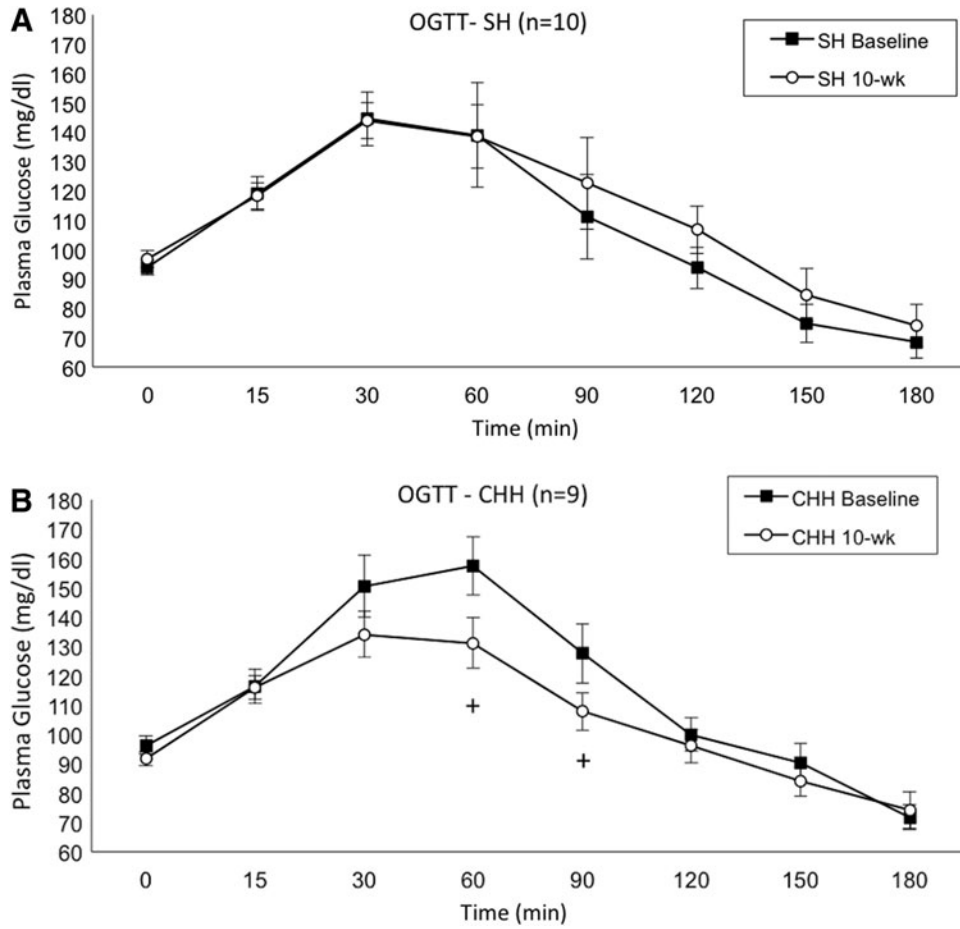 A
OGTT- SH (n=10)
SH Baseline
SH 10-wk
Plasma Glucose (mg/dl)
180
170
160
150
140
130
120
110
100
90
80
70
60
0 15 30 60 90 120 150 180
Time (min)
B
OGTT - CHH (n=9)
CHH Baseline
CHH 10-wk
Plasma Glucose (mg/dl)
180
170
160
150
140
130
120
110
100
90
80
70
60
+
+
0 15 30 60 90 120 150 180
Time (min)